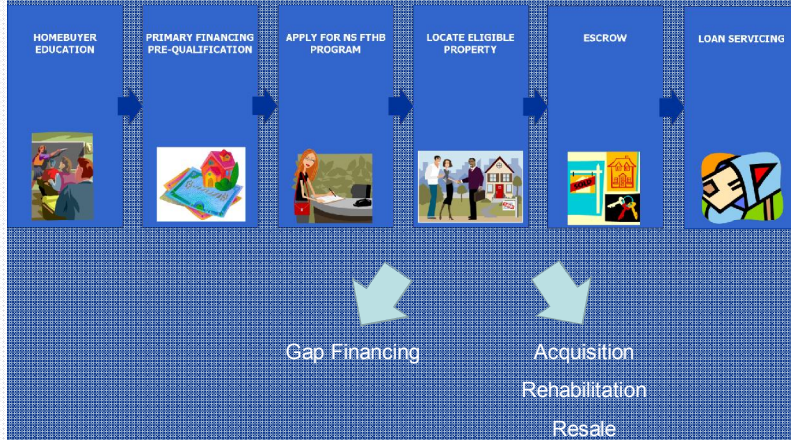 HOMEBUYER
EDUCATION
PRIMARY FINANCING
PRE-QUALIFICATION
APPLY FOR NS FTHB
PROGRAM
LOCATE ELIGIBLE
PROPERTY
ESCROW
LOAN SERVICING
SOLD
Gap Financing
Acquisition
Rehabilitation
Resale